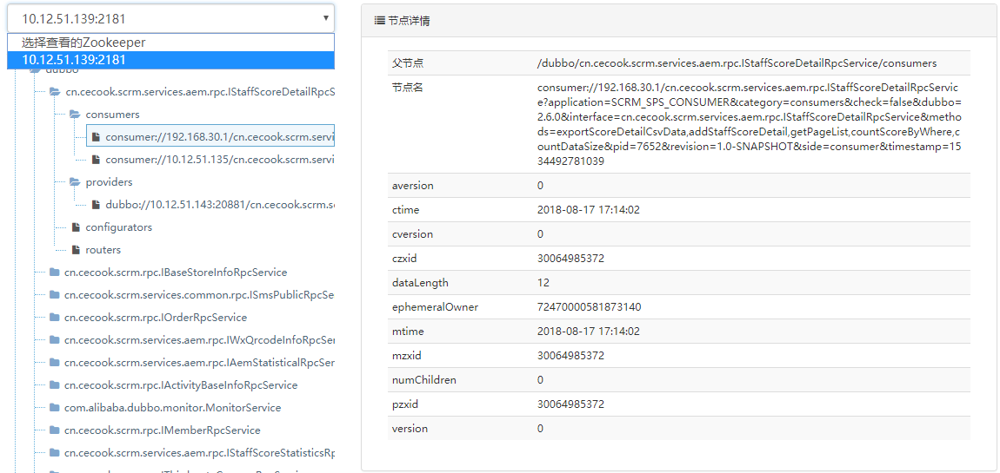 10.12.51.139:2181
选择查看的Zookeeper
10.12.51.139:2181
dubbo
cn.cecook.scrm.services.aem.rpc.IStaffScoreDetailRpcS
consumers
consumer://192.168.30.1/cn.cecook.scrm.servi
consumer://10.12.51.135/cn.cecook.scrm.servi
providers
dubbo://10.12.51.143:20881/cn.cecook.scrm.s
configurators
routers
cn.cecook.scrm.rpc.IBaseStoreInfoRpcService
cn.cecook.scrm.services.common.rpc.ISmsPublicRpcSe
cn.cecook.scrm.rpc.IOrderRpcService
cn.cecook.scrm.services.aem.rpc.IWxQrcodeInfoRpcSer
cn.cecook.scrm.services.aem.rpc.IAemStatisticalRpcSer
cn.cecook.scrm.rpc.IActivityBaseInfoRpcService
com.alibaba.dubbo.monitor.MonitorService
cn.cecook.scrm.rpc.IMemberRpcService
cn.cecook.scrm.services.aem.rpc.IStaffScoreStatisticsRp
节点详情
父节点 /dubbo/cn.cecook.scrm.services.aem.rpc.IStaffScoreDetailRpcService/consumers
节点名 consumer://192.168.30.1/cn.cecook.scrm.services.aem.rpc.IStaffScoreDetailRpcServic
e?application=SCRM_SPS_CONSUMER&category=consumers&check=false&dubbo=
2.6.0&interface=cn.cecook.scrm.services.aem.rpc.IStaffScoreDetailRpcService&metho
ds=exportScoreDetailCsvData,addStaffScoreDetail,getPageList,countScoreByWhere,c
ountDataSize&pid=7652&revision=1.0-SNAPSHOT&side=consumer&timestamp=15
34492781039
aversion 0
ctime 2018-08-17 17:14:02
cversion 0
czxid 30064985372
dataLength 12
ephemeralOwner 72470000581873140
mtime 2018-08-17 17:14:02
mzxid 30064985372
numChildren 0
pzxid 30064985372
version 0